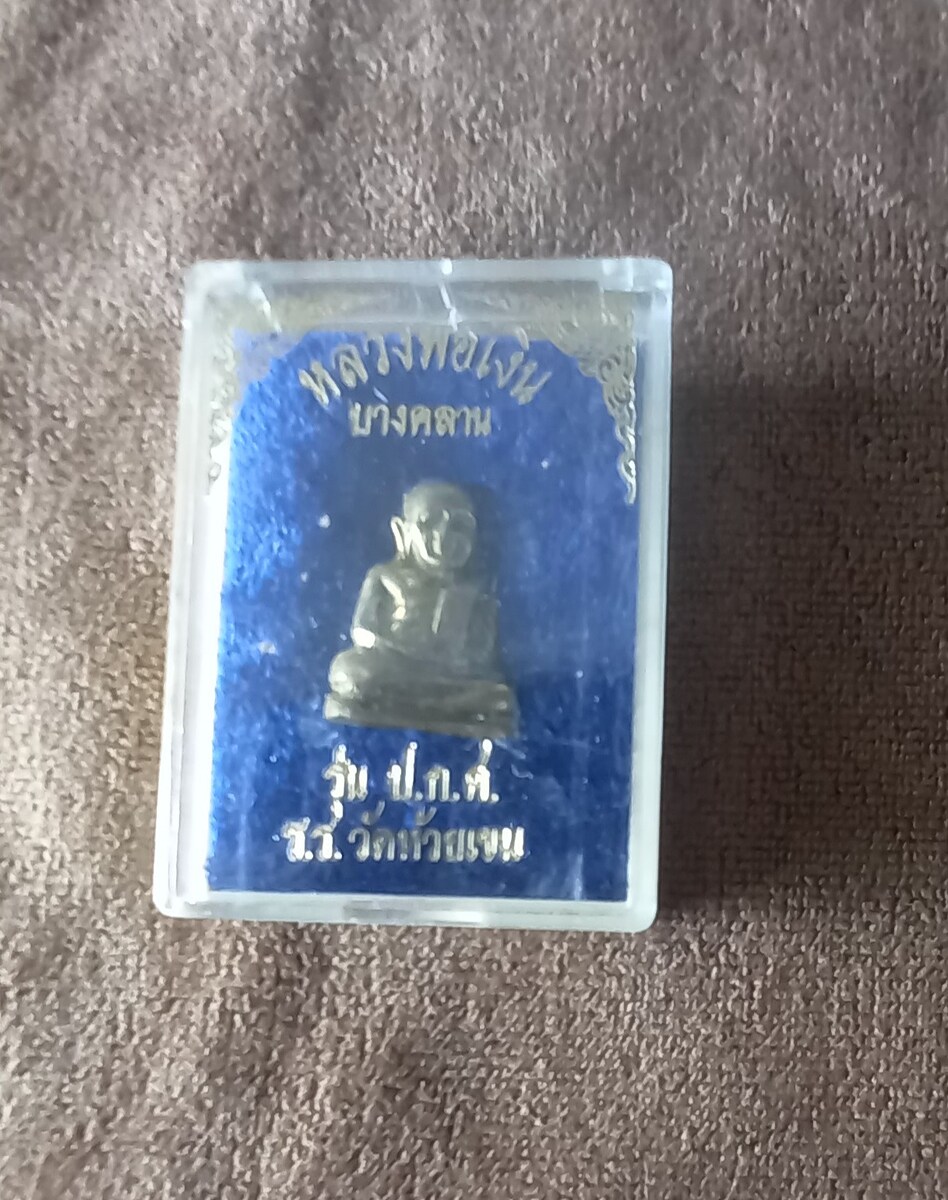 หลวงพ่อเงิน
บางคลาน
รุ่น ป.ก.ศ.
ร.ร. วัดห้วยเขน